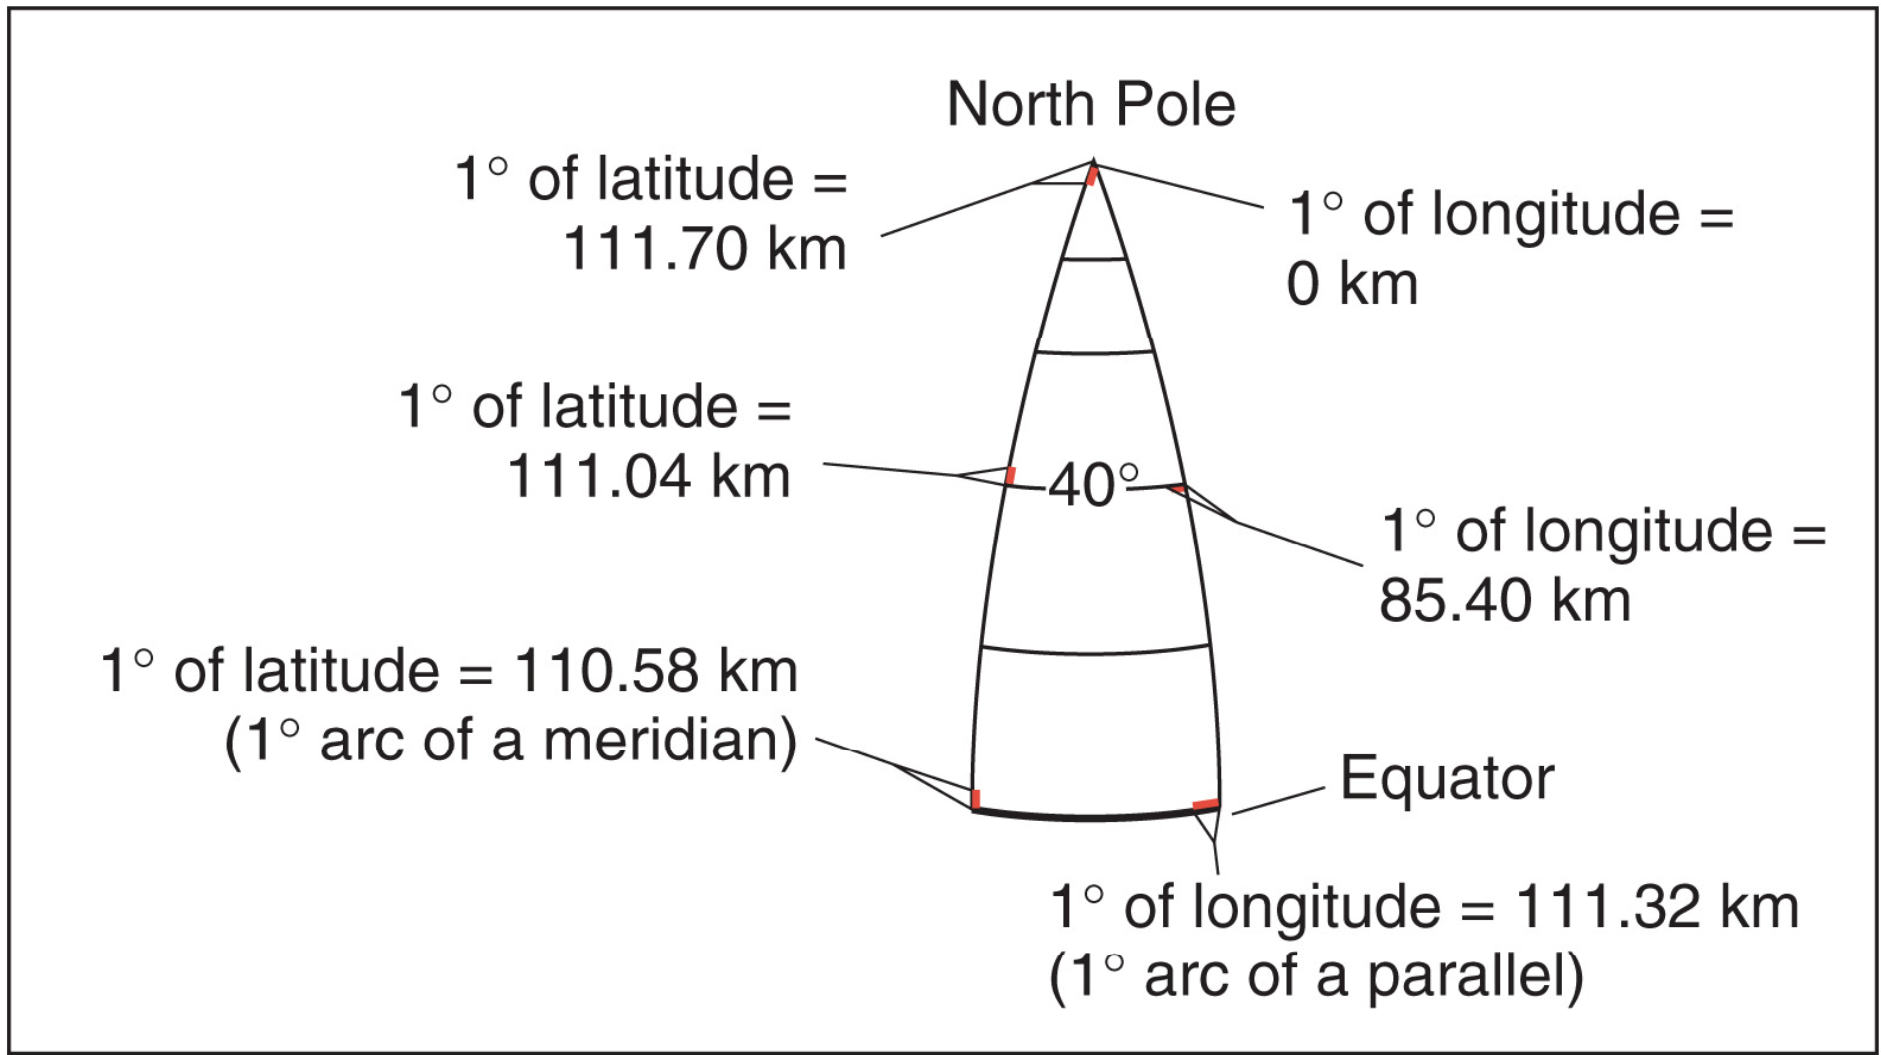 North Pole
1° of latitude =
111.70 km
1° of longitude =
0 km
1° of latitude =
111.04 km
40°
1° of longitude =
85.40 km
1° of latitude = 110.58 km
(1° arc of a meridian)
Equator
1° of longitude = 111.32 km
(1° arc of a parallel)